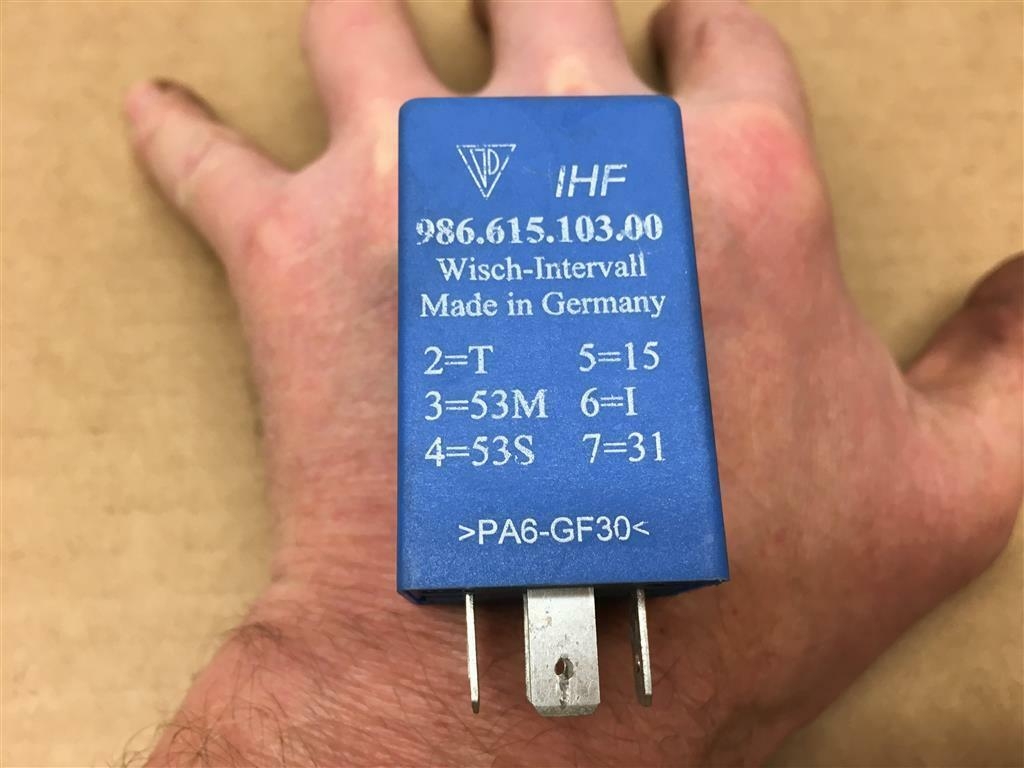 IHF
986.615.103.00
Wisch-Intervall
Made in Germany
2=T 5=15
3=53M 6=I
4=53S 7=31
>PA6-GF30<